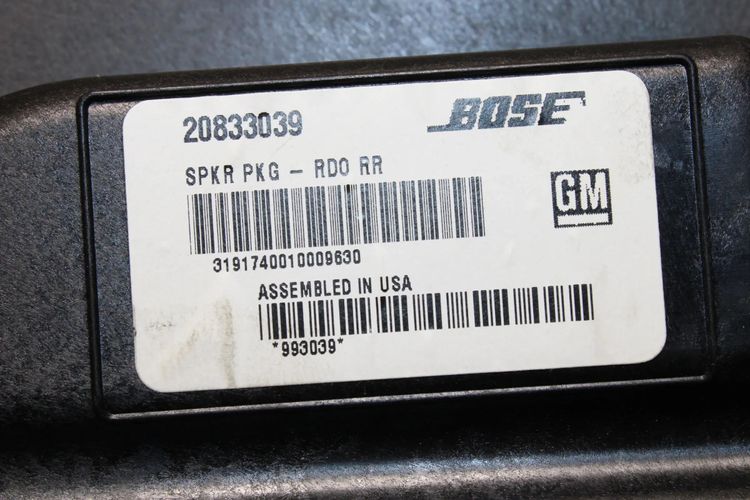 20833039
BOSE
SPKR PKG - RDO RR
GM
3191740010009630
ASSEMBLED IN USA
*993039*